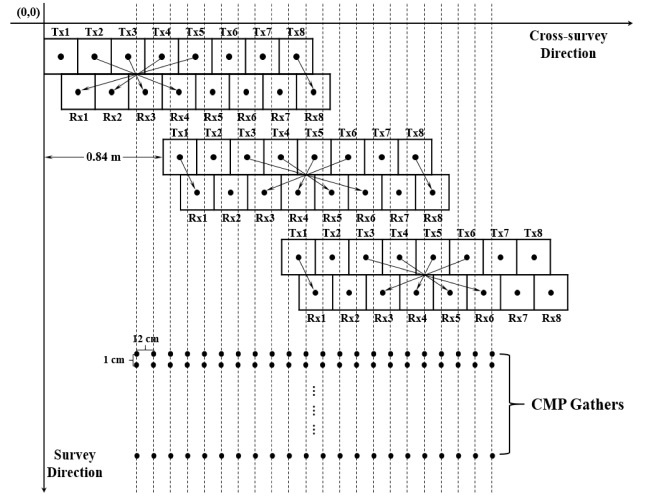 (0,0)
Cross-survey
Direction
Tx1 Tx2 Tx3 Tx4 Tx5 Tx6 Tx7 Tx8
Rx1 Rx2 Rx3 Rx4 Rx5 Rx6 Rx7 Rx8
Tx1 Tx2 Tx3 Tx4 Tx5 Tx6 Tx7 Tx8
0.84 m
Rx1 Rx2 Rx3 Rx4 Rx5 Rx6 Rx7 Rx8
Tx1 Tx2 Tx3 Tx4 Tx5 Tx6 Tx7 Tx8
Rx1 Rx2 Rx3 Rx4 Rx5 Rx6 Rx7 Rx8
12 cm
1 cm
CMP Gathers
Survey
Direction